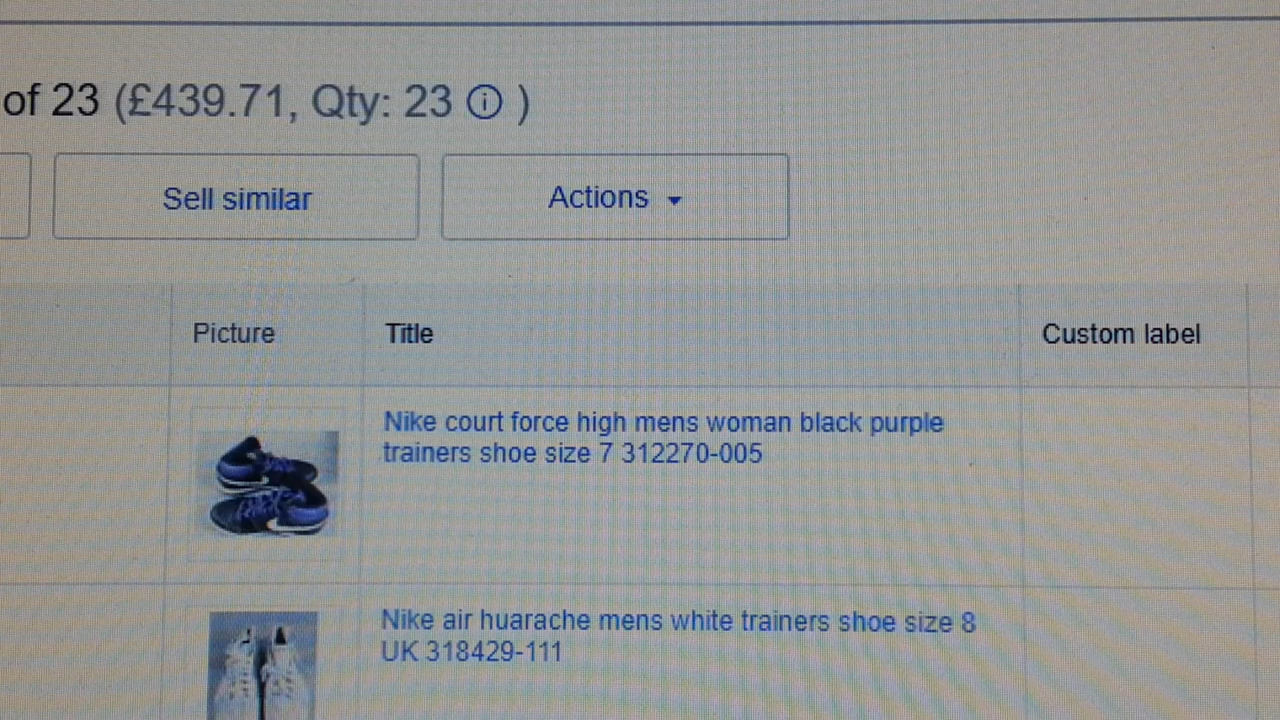 of 23 (£439.71, Qty: 23 ⓘ )
Sell similar
Actions
Picture
Title
Custom label
Nike court force high mens woman black purple
trainers shoe size 7 312270-005
Nike air huarache mens white trainers shoe size 8
UK 318429-111